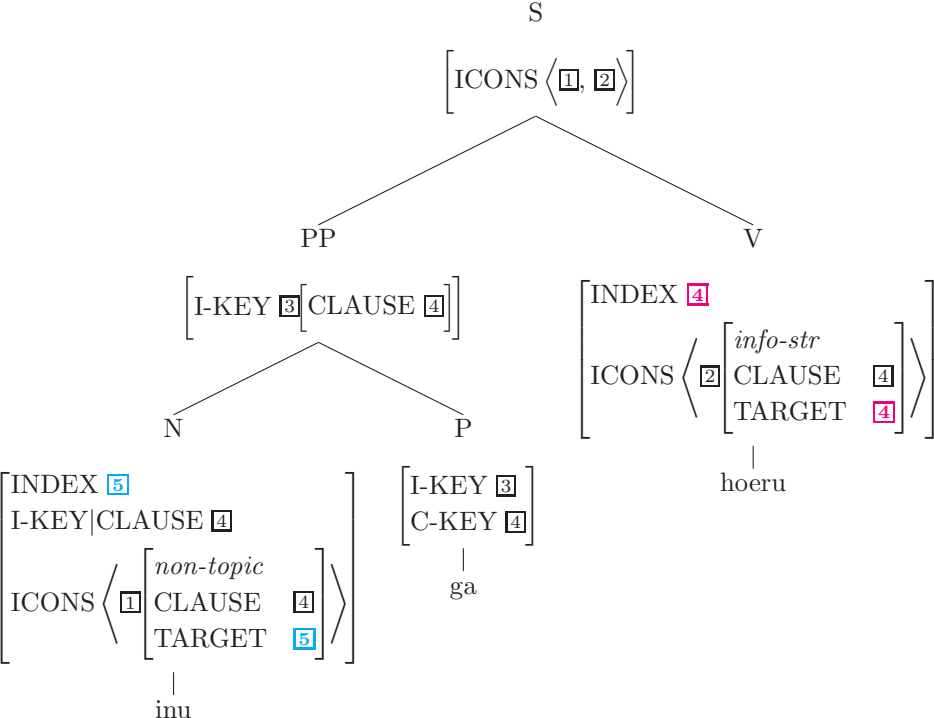 S
[ICONS ⟨1, 2⟩]
PP
V
[I-KEY 3[CLAUSE 4]]
INDEX 4
info-str
ICONS ⟨2 CLAUSE 4⟩
TARGET 4
hoeru
N
P
INDEX 5
I-KEY|CLAUSE 4
non-topic
ICONS ⟨1 CLAUSE 4⟩
TARGET 5
inu
I-KEY 3
C-KEY 4
ga